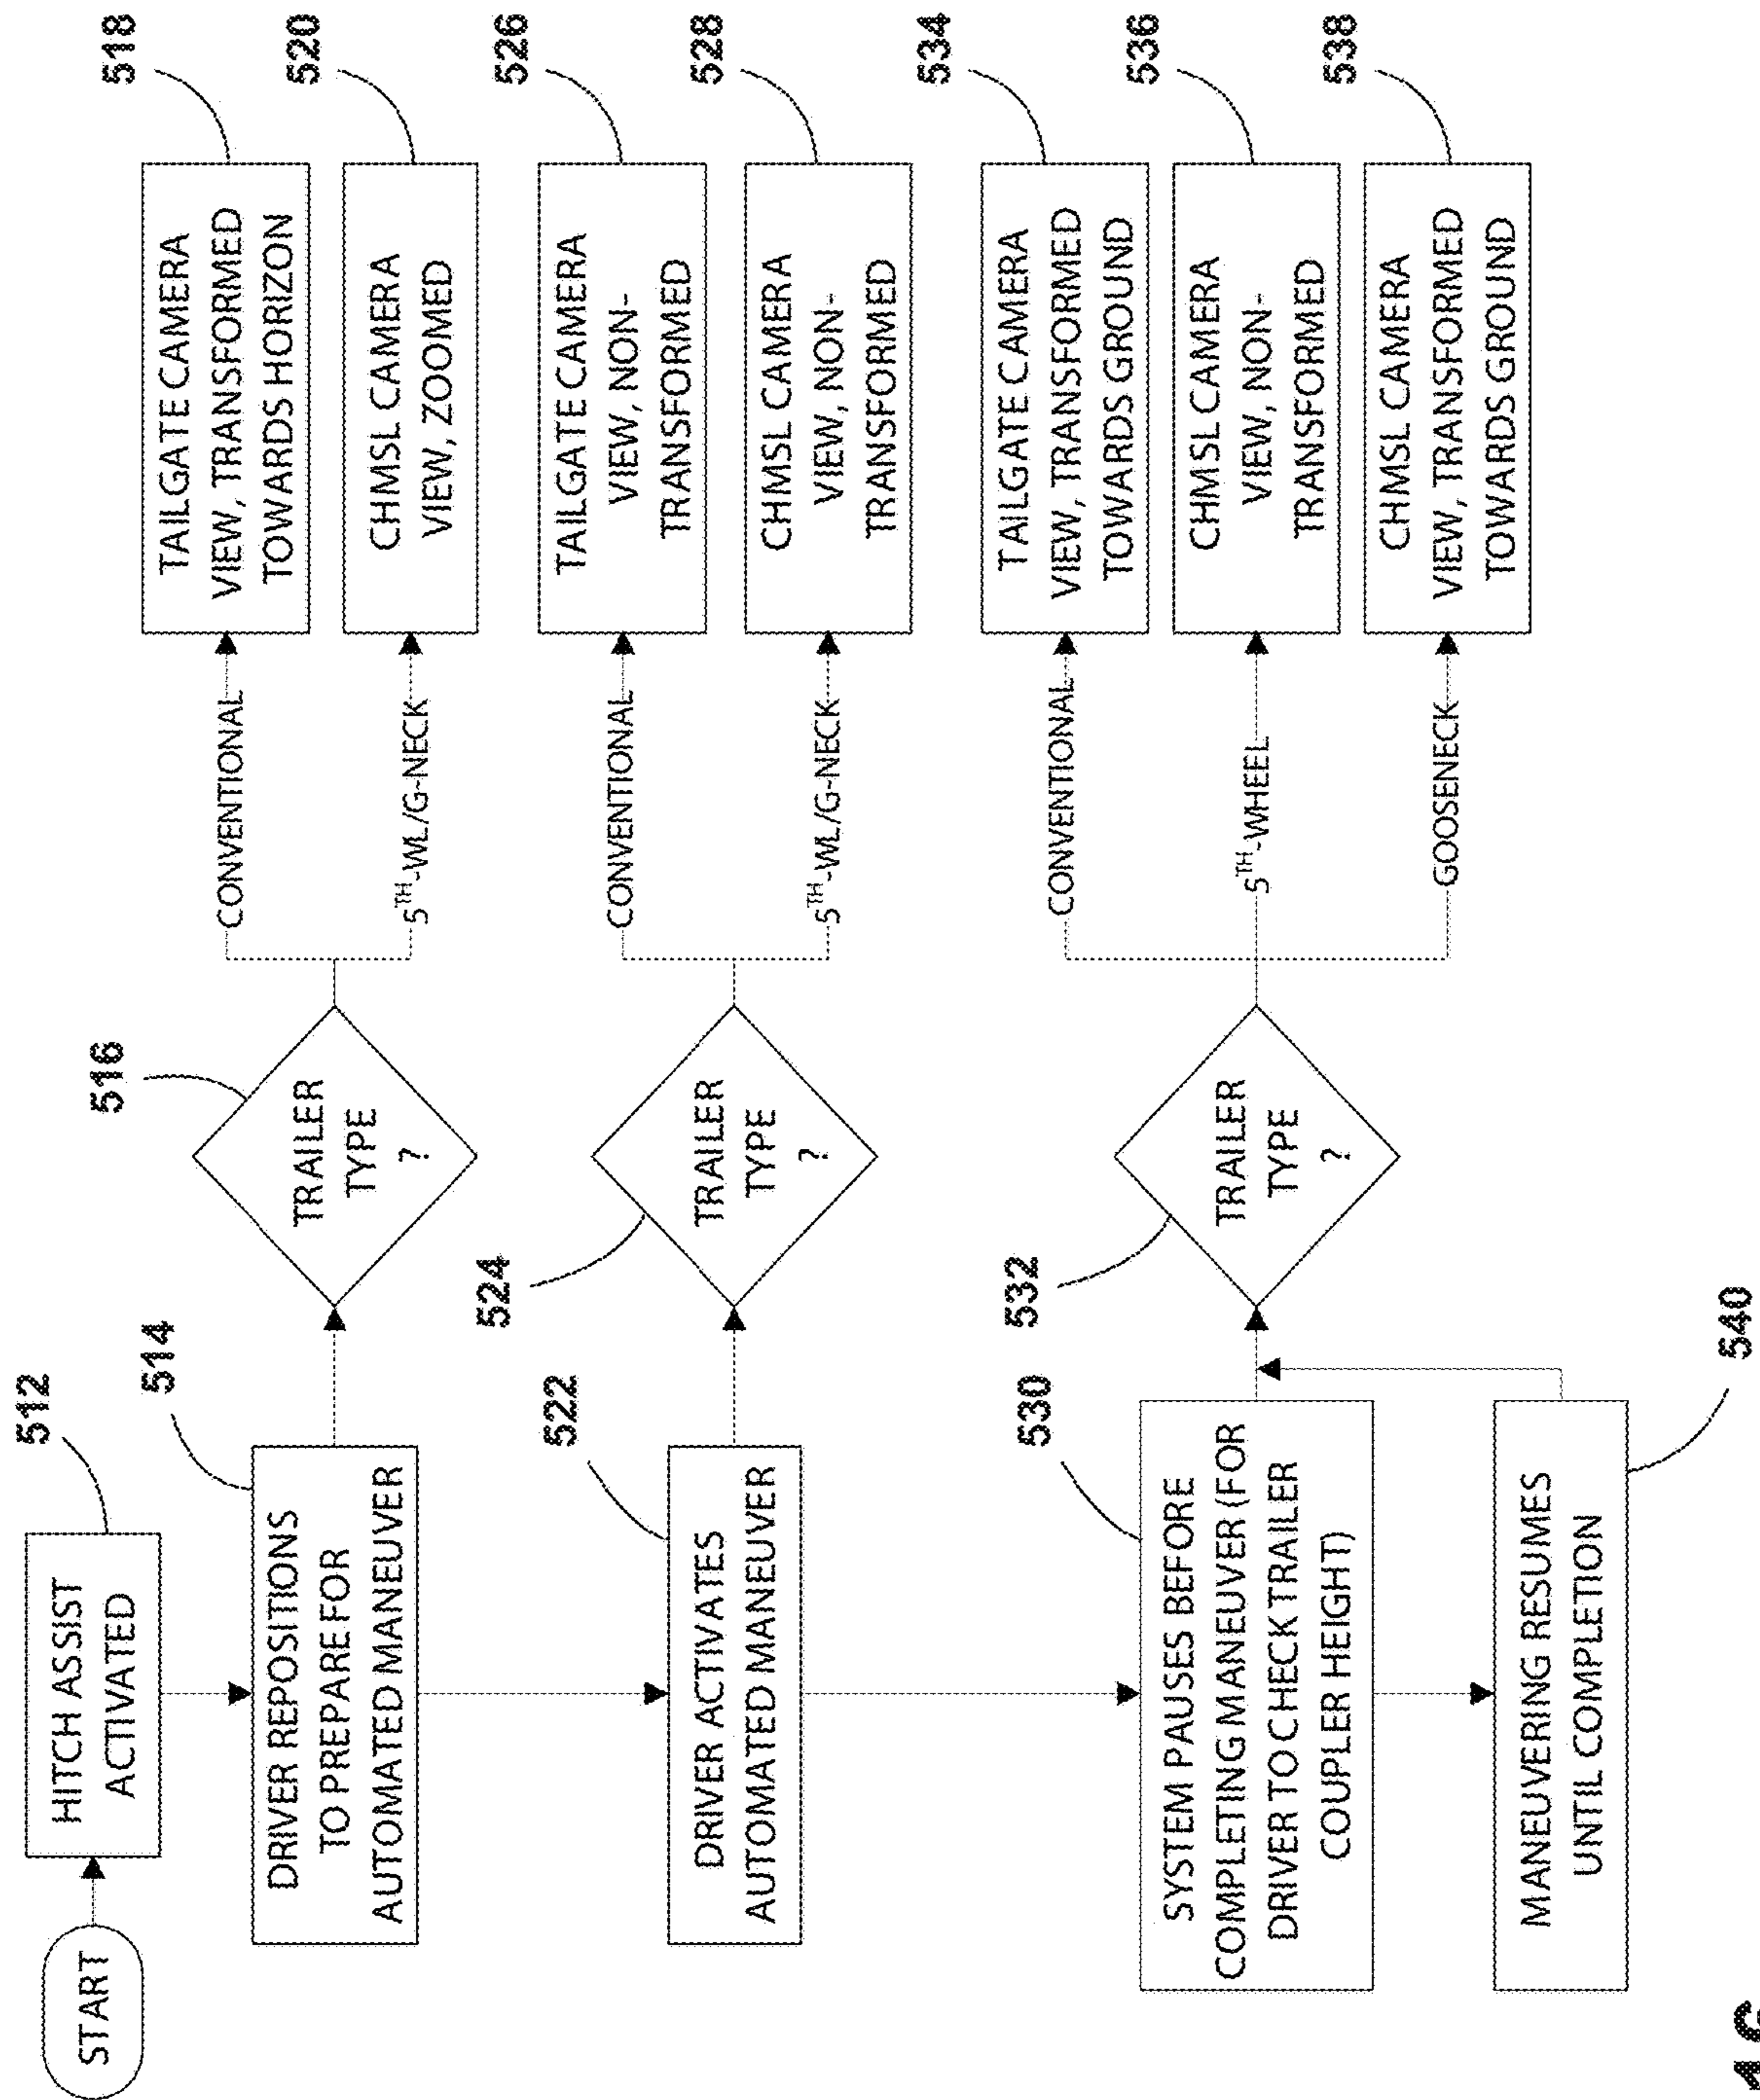 START
HITCH ASSIST
ACTIVATED
512
DRIVER REPOSITIONS
TO PREPARE FOR
AUTOMATED MANEUVER
514
TRAILER
TYPE
?
516
CONVENTIONAL
TAILGATE CAMERA
VIEW, TRANSFORMED
TOWARDS HORIZON
518
5TH-WL/G-NECK
CHMSL CAMERA
VIEW, ZOOMED
520
DRIVER ACTIVATES
AUTOMATED MANEUVER
522
TRAILER
TYPE
?
524
CONVENTIONAL
TAILGATE CAMERA
VIEW, NON-
TRANSFORMED
526
5TH-WL/G-NECK
CHMSL CAMERA
VIEW, NON-
TRANSFORMED
528
SYSTEM PAUSES BEFORE
COMPLETING MANEUVER (FOR
DRIVER TO CHECK TRAILER
COUPLER HEIGHT)
530
TRAILER
TYPE
?
532
CONVENTIONAL
TAILGATE CAMERA
VIEW, TRANSFORMED
TOWARDS GROUND
534
5TH-WHEEL
CHMSL CAMERA
VIEW, NON-
TRANSFORMED
536
GOOSENECK
CHMSL CAMERA
VIEW, TRANSFORMED
TOWARDS GROUND
538
MANEUVERING RESUMES
UNTIL COMPLETION
540